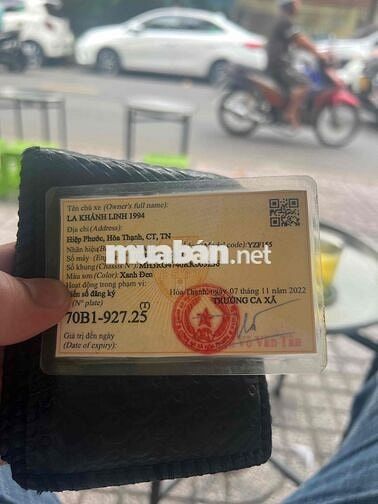 Tên chủ xe (Owner's full name):
LA KHÁNH LINH 1994
Địa chỉ (Address):
Hiệp Phước, Hòa Thạnh, CT, TN
Nhãn hiệu code): YZF155
Số máy
Số khung (Chassis N°):
Màu sơn (Color): Xanh Đen
Hoạt động trong phạm vi:
Biển số đăng ký
(N° plate)
70B1-927.25 (T)
Giá trị đến ngày
(Date of expiry):
Hòa Thạnh, ngày 07 tháng 11 năm 2022
TRƯỞNG CA XÃ
muaban.net